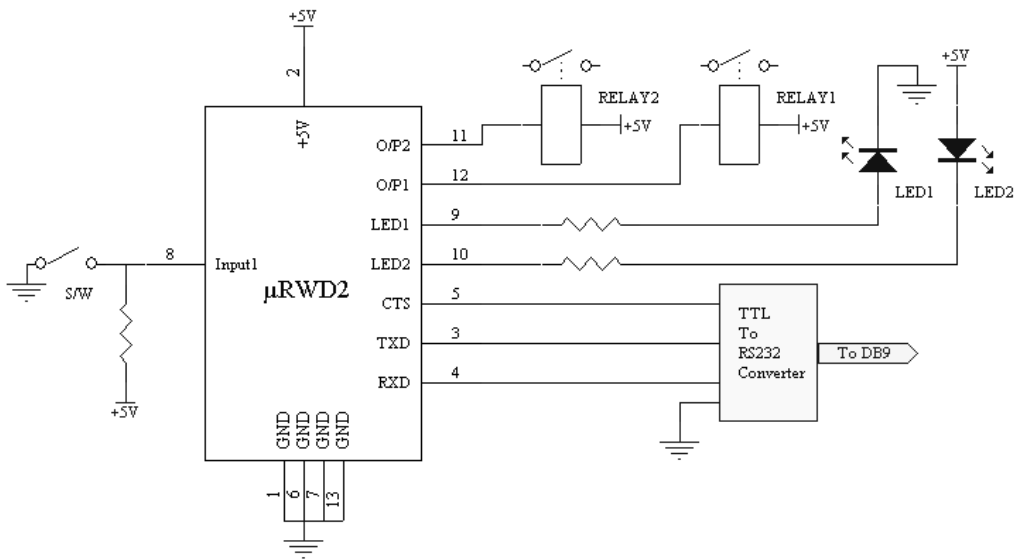 +5V
2
+5V
RELAY2
+5V
RELAY1
+5V
+5V
LED1
LED2
O/P2
11
O/P1
12
LED1
9
LED2
10
CTS
5
TXD
3
RXD
4
8
Input1
S/W
+5V
μRWD2
TTL
To
RS232
Converter
To DB9
GND
GND
GND
GND
1
6
7
13